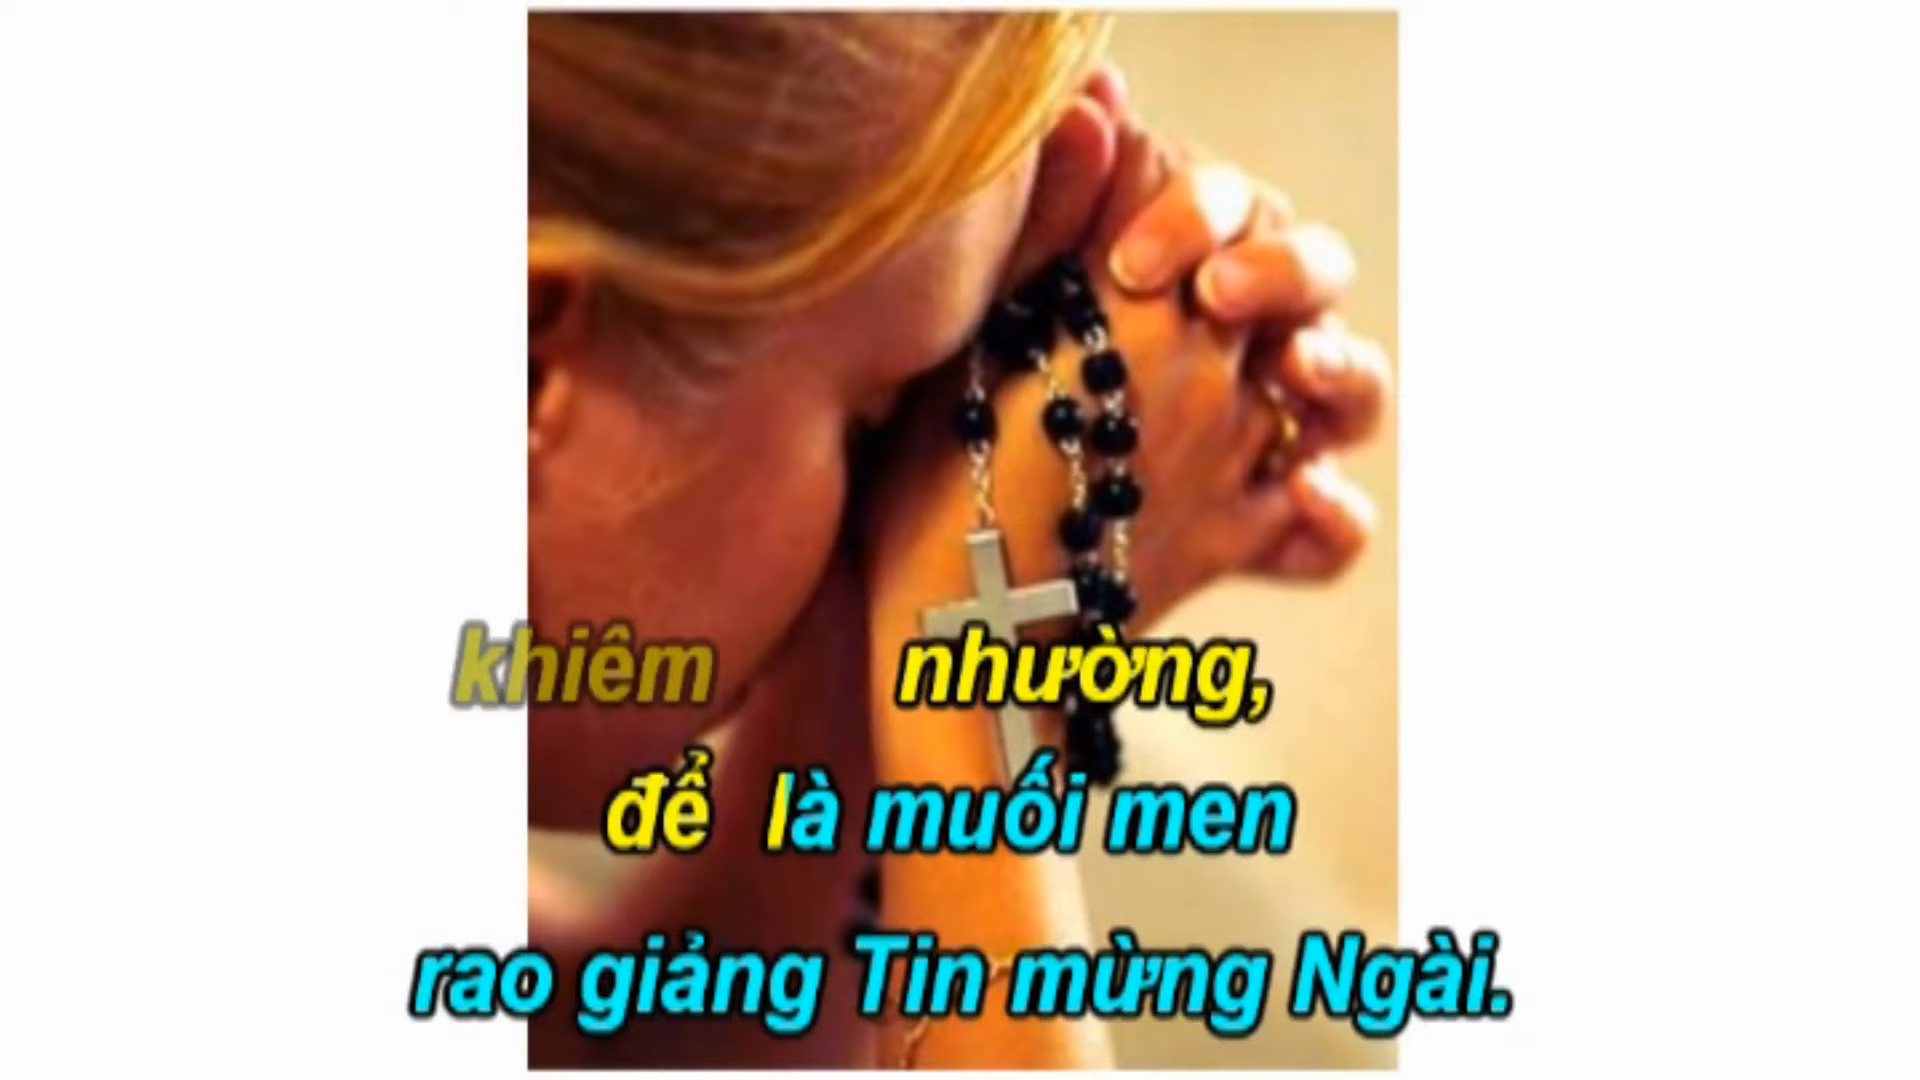 khiêm nhường,
để là muối men
rao giảng Tin mừng Ngài.